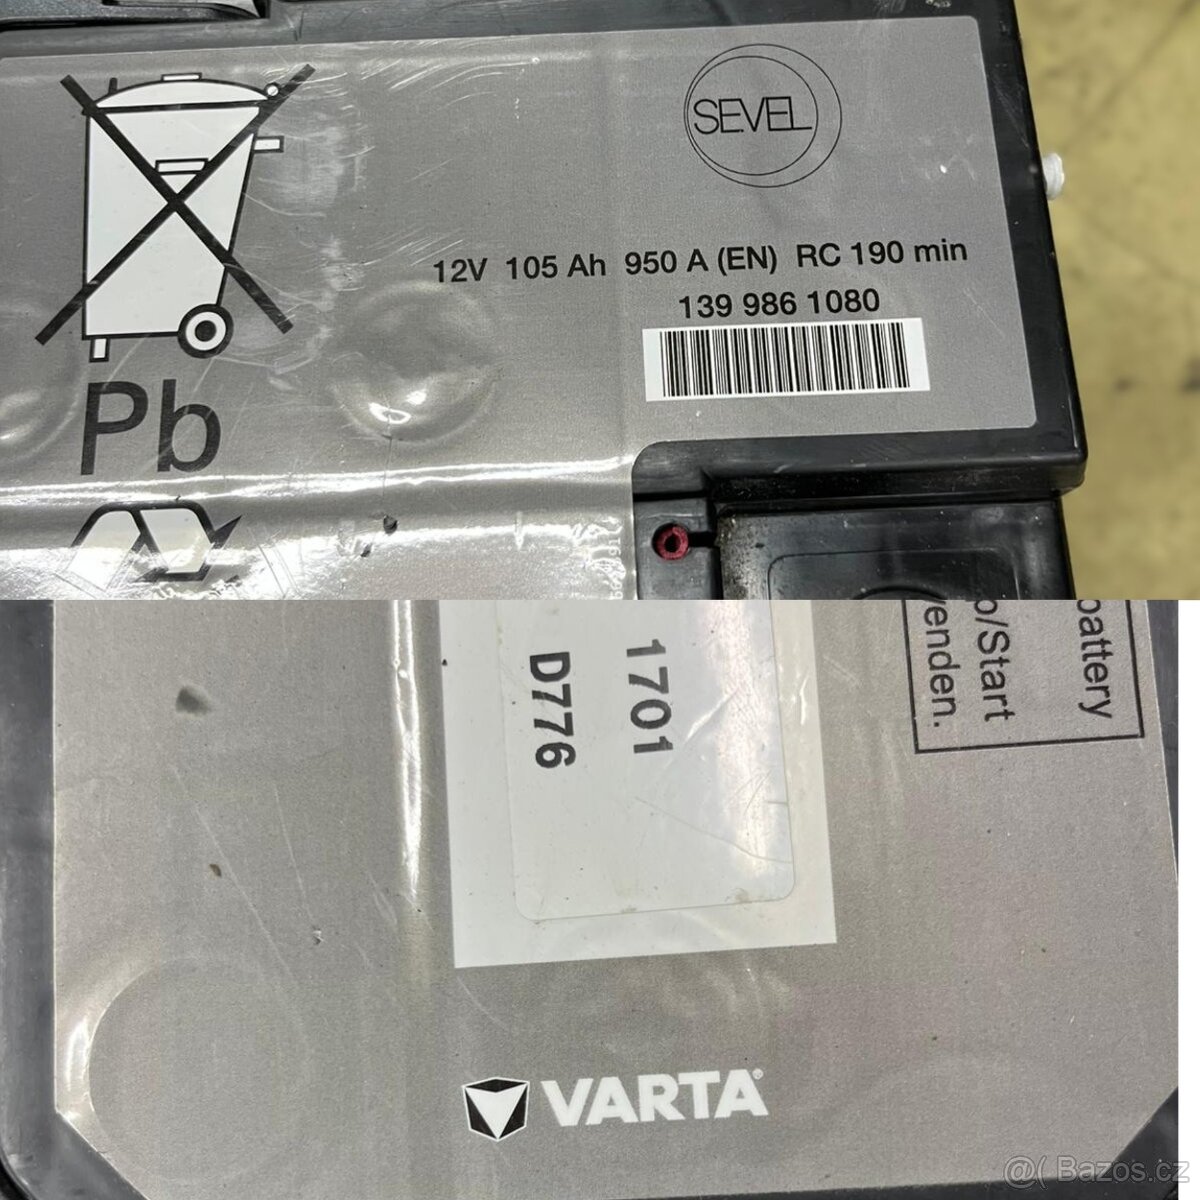 SEVEL
12V 105 Ah 950 A (EN) RC 190 min
139 986 1080
Pb
1701
D776
battery
o/Start
venden.
VARTA®
@( Bazos.cz